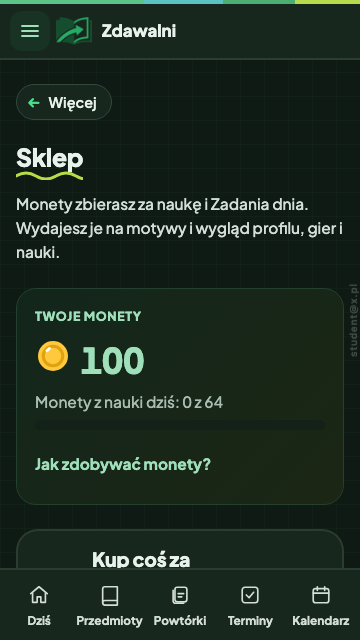 Zdawalni
Więcej
Sklep
Monety zbierasz za naukę i Zadania dnia.
Wydajesz je na motywy i wygląd profilu, gier i
nauki.
student@x.pl
TWOJE MONETY
100
Monety z nauki dziś: 0 z 64
Jak zdobywać monety?
Kup coś za
Dziś
Przedmioty
Powtórki
Terminy
Kalendarz